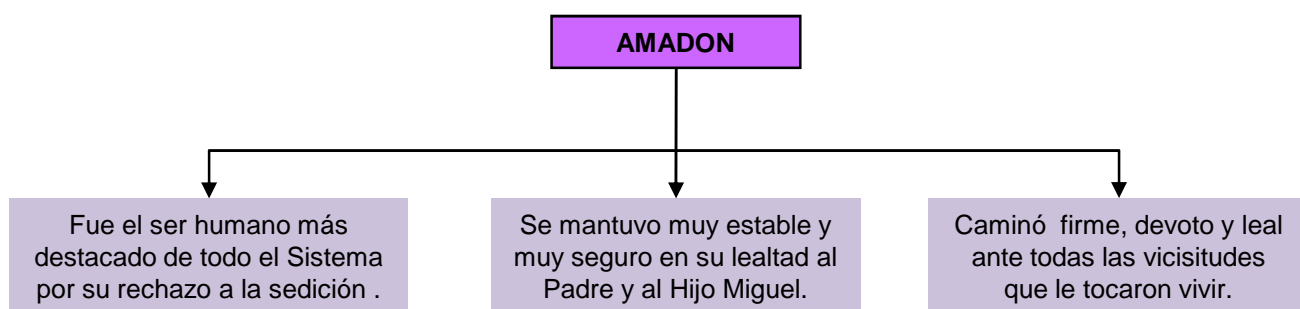 AMADON
Fue el ser humano más
destacado de todo el Sistema
por su rechazo a la sedición .
Se mantuvo muy estable y
muy seguro en su lealtad al
Padre y al Hijo Miguel.
Caminó  firme, devoto y leal
ante todas las vicisitudes
que le tocaron vivir.